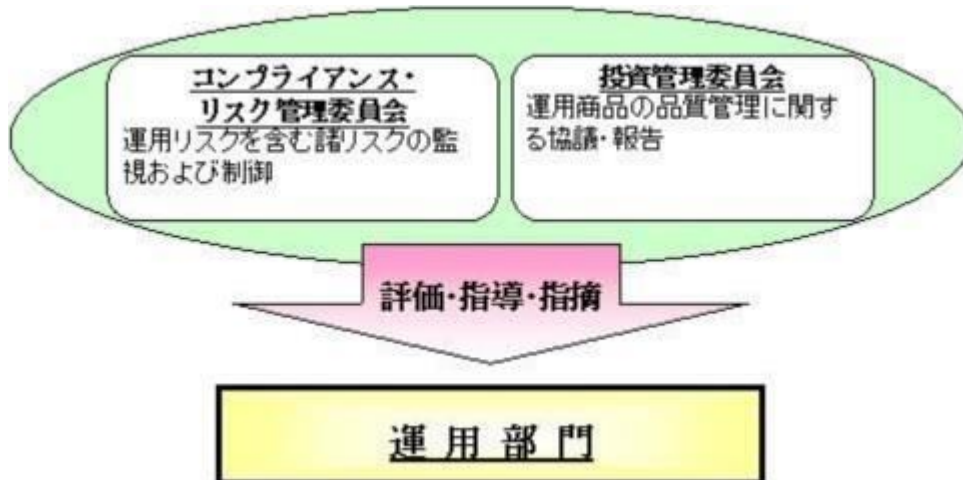 コンプライアンス・
リスク管理委員会
運用リスクを含む諸リスクの監
視および制御
投資管理委員会
運用商品の品質管理に関す
る協議・報告
評価・指導・指摘
運用部門